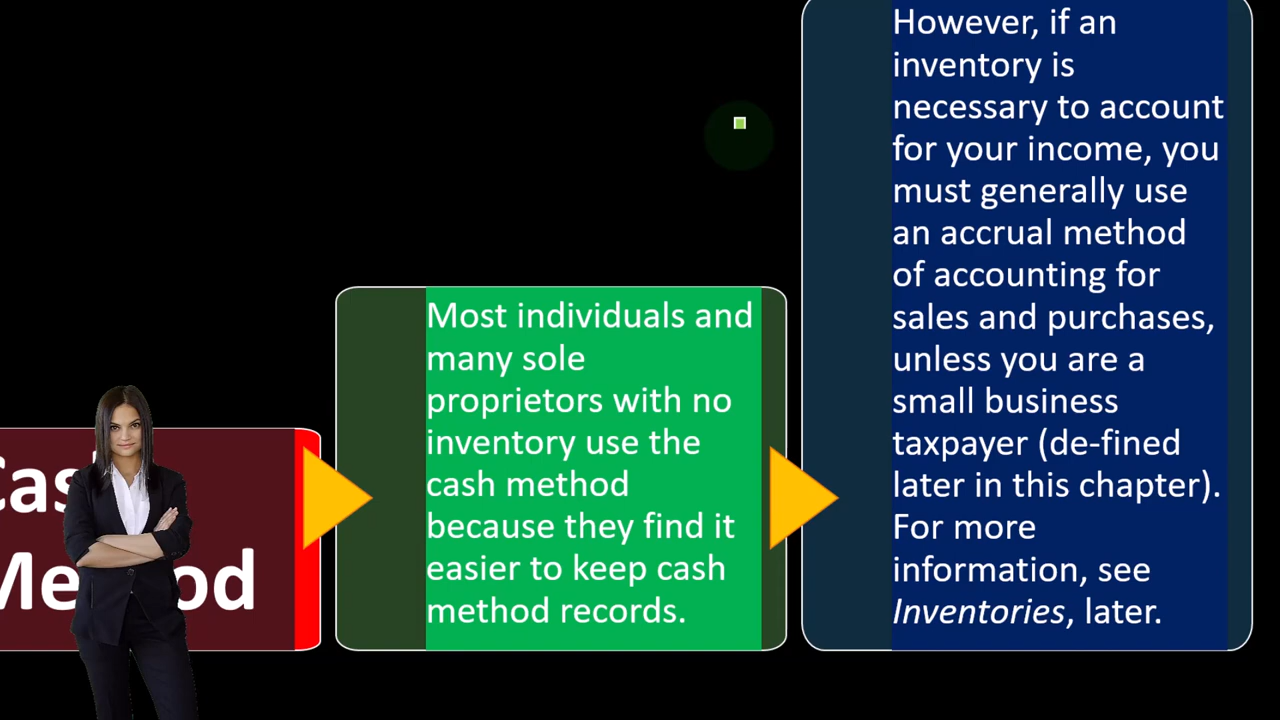 Most individuals and
many sole
proprietors with no
inventory use the
cash method
because they find it
easier to keep cash
method records.
However, if an
inventory is
necessary to account
for your income, you
must generally use
an accrual method
of accounting for
sales and purchases,
unless you are a
small business
taxpayer (de-fined
later in this chapter).
For more
information, see
Inventories, later.